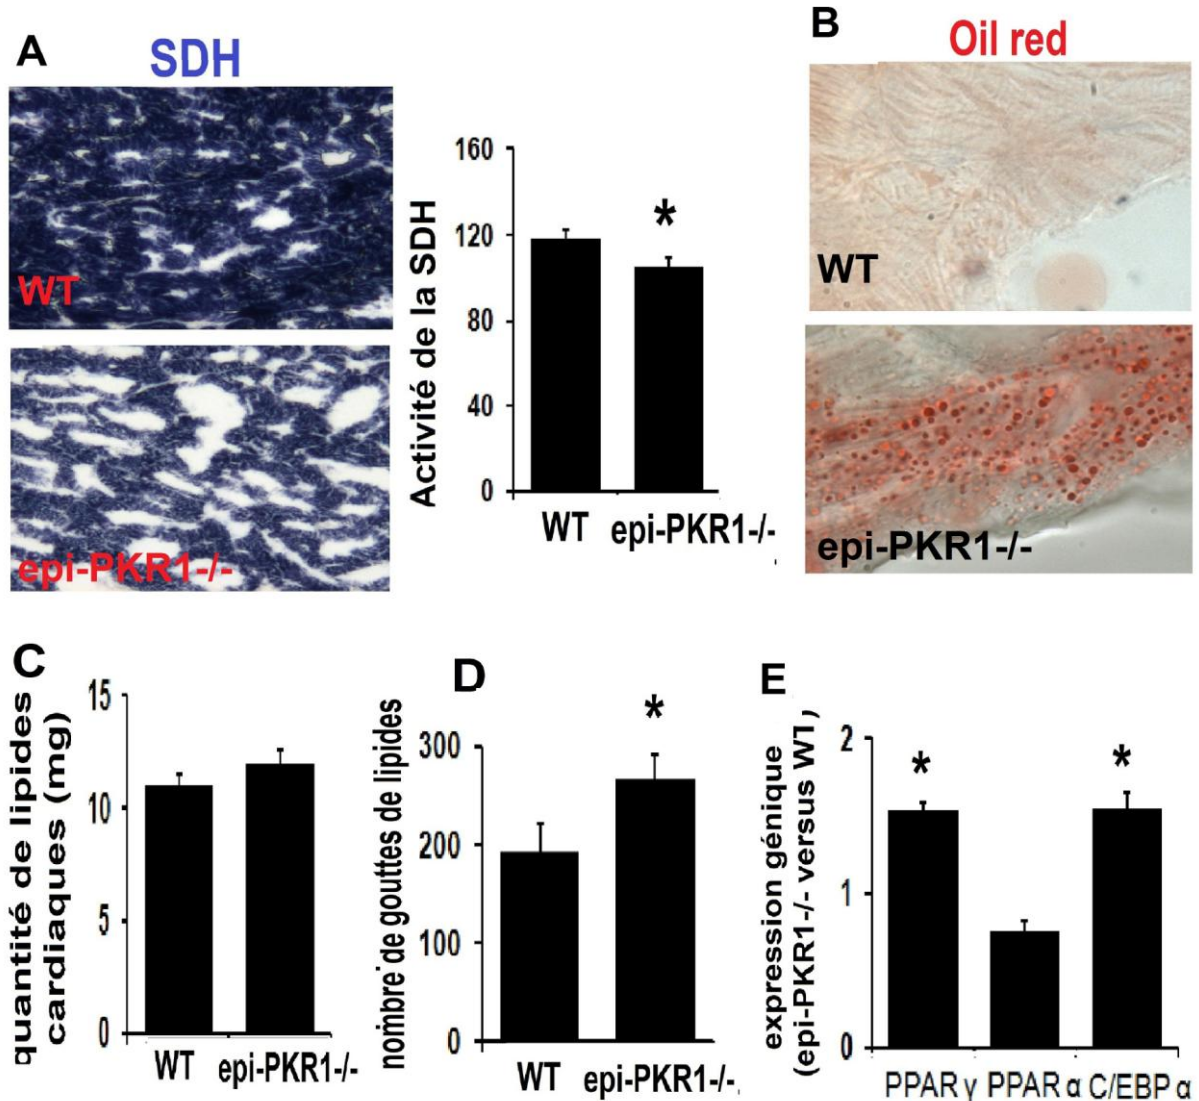 A
SDH
WT
epi-PKR1-/-
Activité de la SDH
160
120
80
40
0
*
WT epi-PKR1-/-
B
Oil red
WT
epi-PKR1-/-
C
quantité de lipides
cardiaques (mg)
15
10
5
0
WT epi-PKR1-/-
D
nombre de gouttes de lipides
300
200
100
0
*
WT epi-PKR1-/-
E
expression génique
(epi-PKR1-/- versus WT)
2
1
0
* *
PPAR γ PPAR α C/EBP α